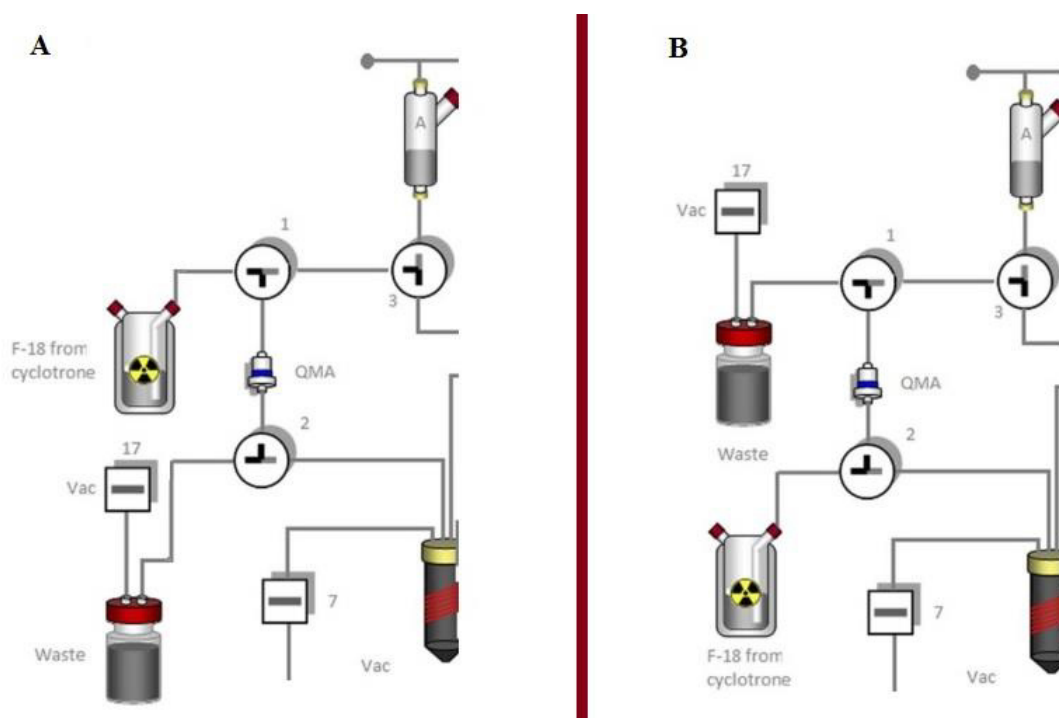 A
A
1
3
F-18 from
cyclotrone
QMA
2
17
Vac
7
Waste
Vac
B
A
17
Vac
1
3
QMA
Waste
2
7
F-18 from
cyclotrone
Vac